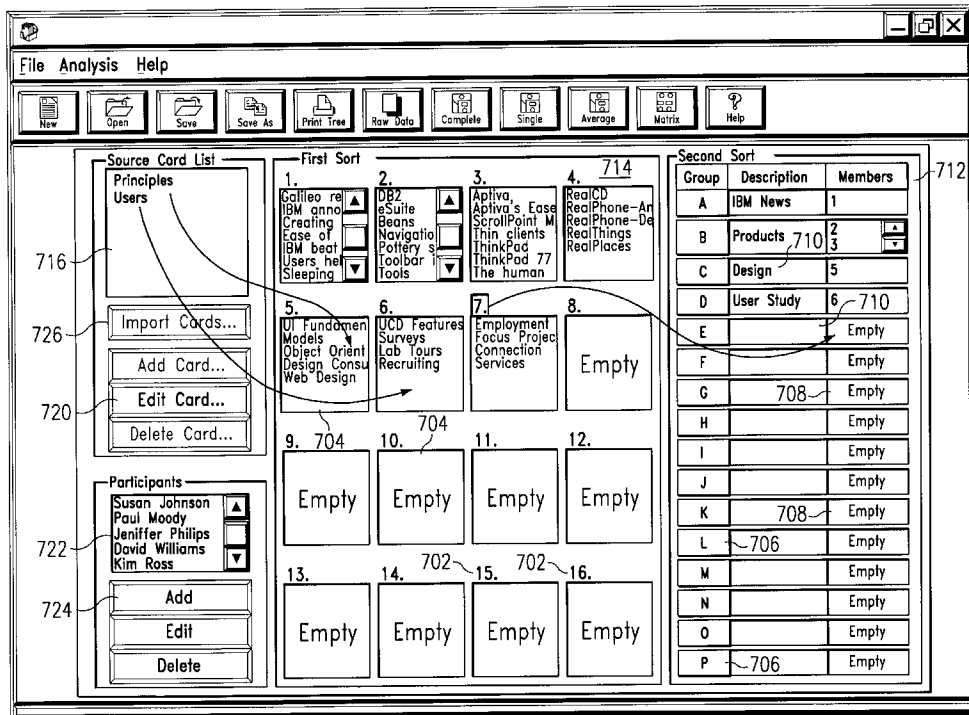 File Analysis Help
New Open Save Save As Print Tree Raw Data Complete Single Average Matrix Help
Source Card List
Principles
Users
716
726
Import Cards...
Add Card...
720
Edit Card...
Delete Card...
Participants
Susan Johnson
Paul Moody
722
Jeniffer Philips
David Williams
Kim Ross
724
Add
Edit
Delete
First Sort
714
1.
Galileo re
IBM anno
Creating
Ease of
IBM beat
Users hel
Sleeping
2.
DB2
eSuite
Beans
Navigatio
Pottery s
Toolbar i
Tools
3.
Aptiva,
Aptiva's Ease
ScrollPoint M
Thin clients
ThinkPad
ThinkPad 77
The human
4.
RealCD
RealPhone-An
RealPhone-De
RealThings
RealPlaces
5.
UI Fundamen
Models
Object Orient
Design Consu
Web Design
704
6.
UCD Features
Surveys
Lab Tours
Recruiting
704
7.
Employment
Focus Projec
Connection
Services
8.
Empty
9.
Empty
10.
Empty
11.
Empty
12.
Empty
13.
Empty
14.
Empty
702
15.
Empty
702
16.
Empty
Second Sort
712
Group Description Members
A IBM News 1
B Products 2
3
710
C Design 5
D User Study 6
710
E Empty
F Empty
G 708 Empty
H Empty
I Empty
J Empty
K 708 Empty
L 706 Empty
M Empty
N Empty
O Empty
P 706 Empty